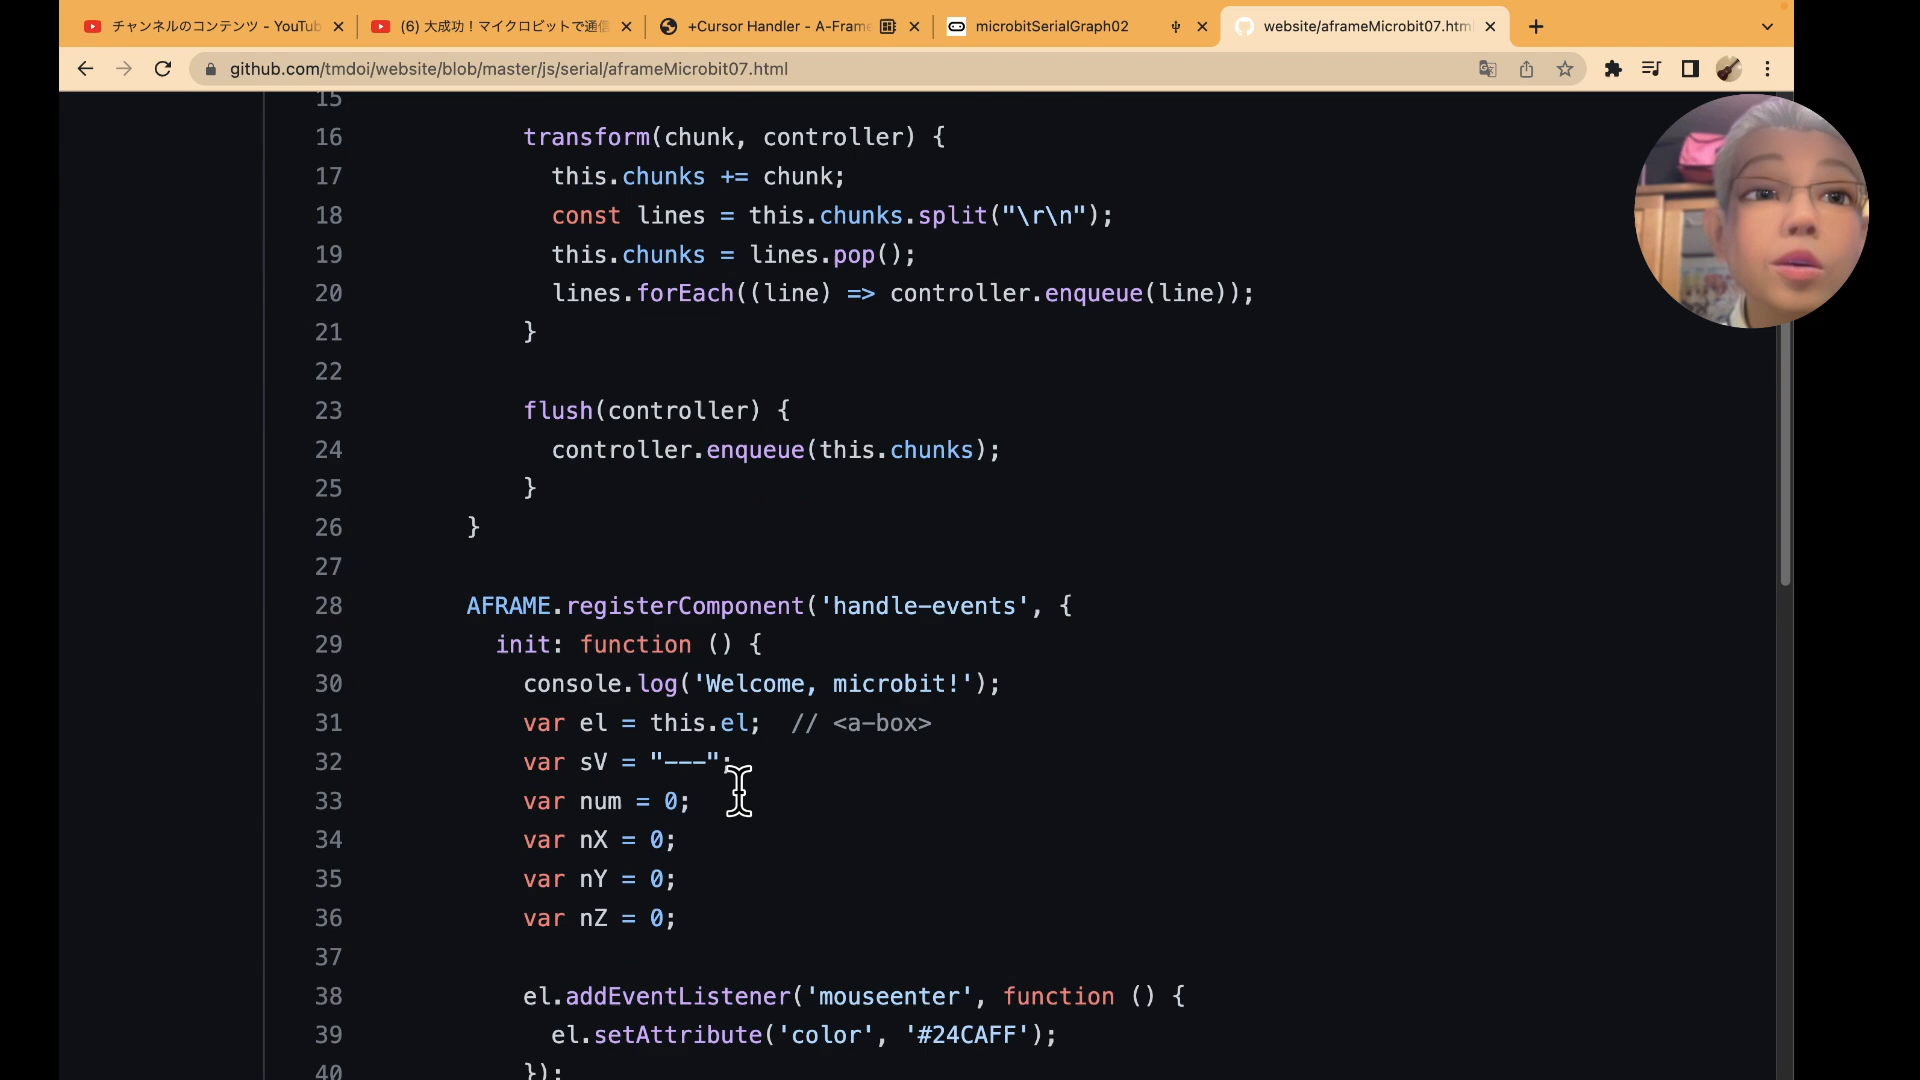 チャンネルのコンテンツ - YouTub
(6) 大成功！マイクロビットで通信
+Cursor Handler - A-Frame
microbitSerialGraph02
website/aframeMicrobit07.html
github.com/tmdoi/website/blob/master/js/serial/aframeMicrobit07.html
15
16 transform(chunk, controller) {
17 this.chunks += chunk;
18 const lines = this.chunks.split("\r\n");
19 this.chunks = lines.pop();
20 lines.forEach((line) => controller.enqueue(line));
21 }
22
23 flush(controller) {
24 controller.enqueue(this.chunks);
25 }
26 }
27
28 AFRAME.registerComponent('handle-events', {
29 init: function () {
30 console.log('Welcome, microbit!');
31 var el = this.el;  // <a-box>
32 var sV = "---";
33 var num = 0;
34 var nX = 0;
35 var nY = 0;
36 var nZ = 0;
37
38 el.addEventListener('mouseenter', function () {
39 el.setAttribute('color', '#24CAFF');
40 });